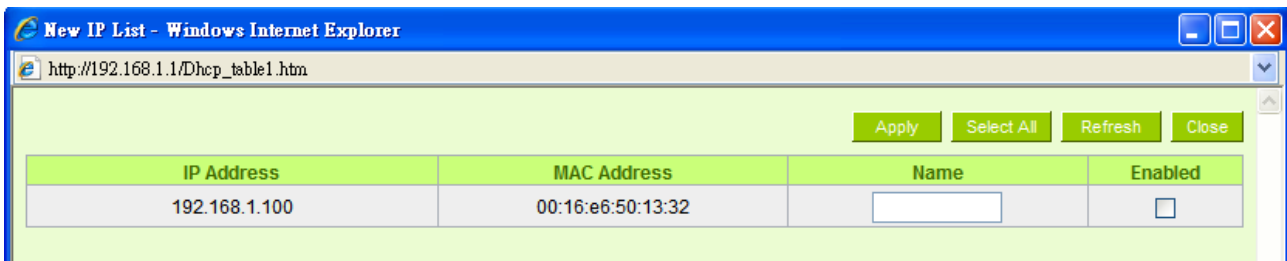 New IP List - Windows Internet Explorer
http://192.168.1.1/Dhcp_table1.htm
Apply Select All Refresh Close
IP Address MAC Address Name Enabled
192.168.1.100 00:16:e6:50:13:32